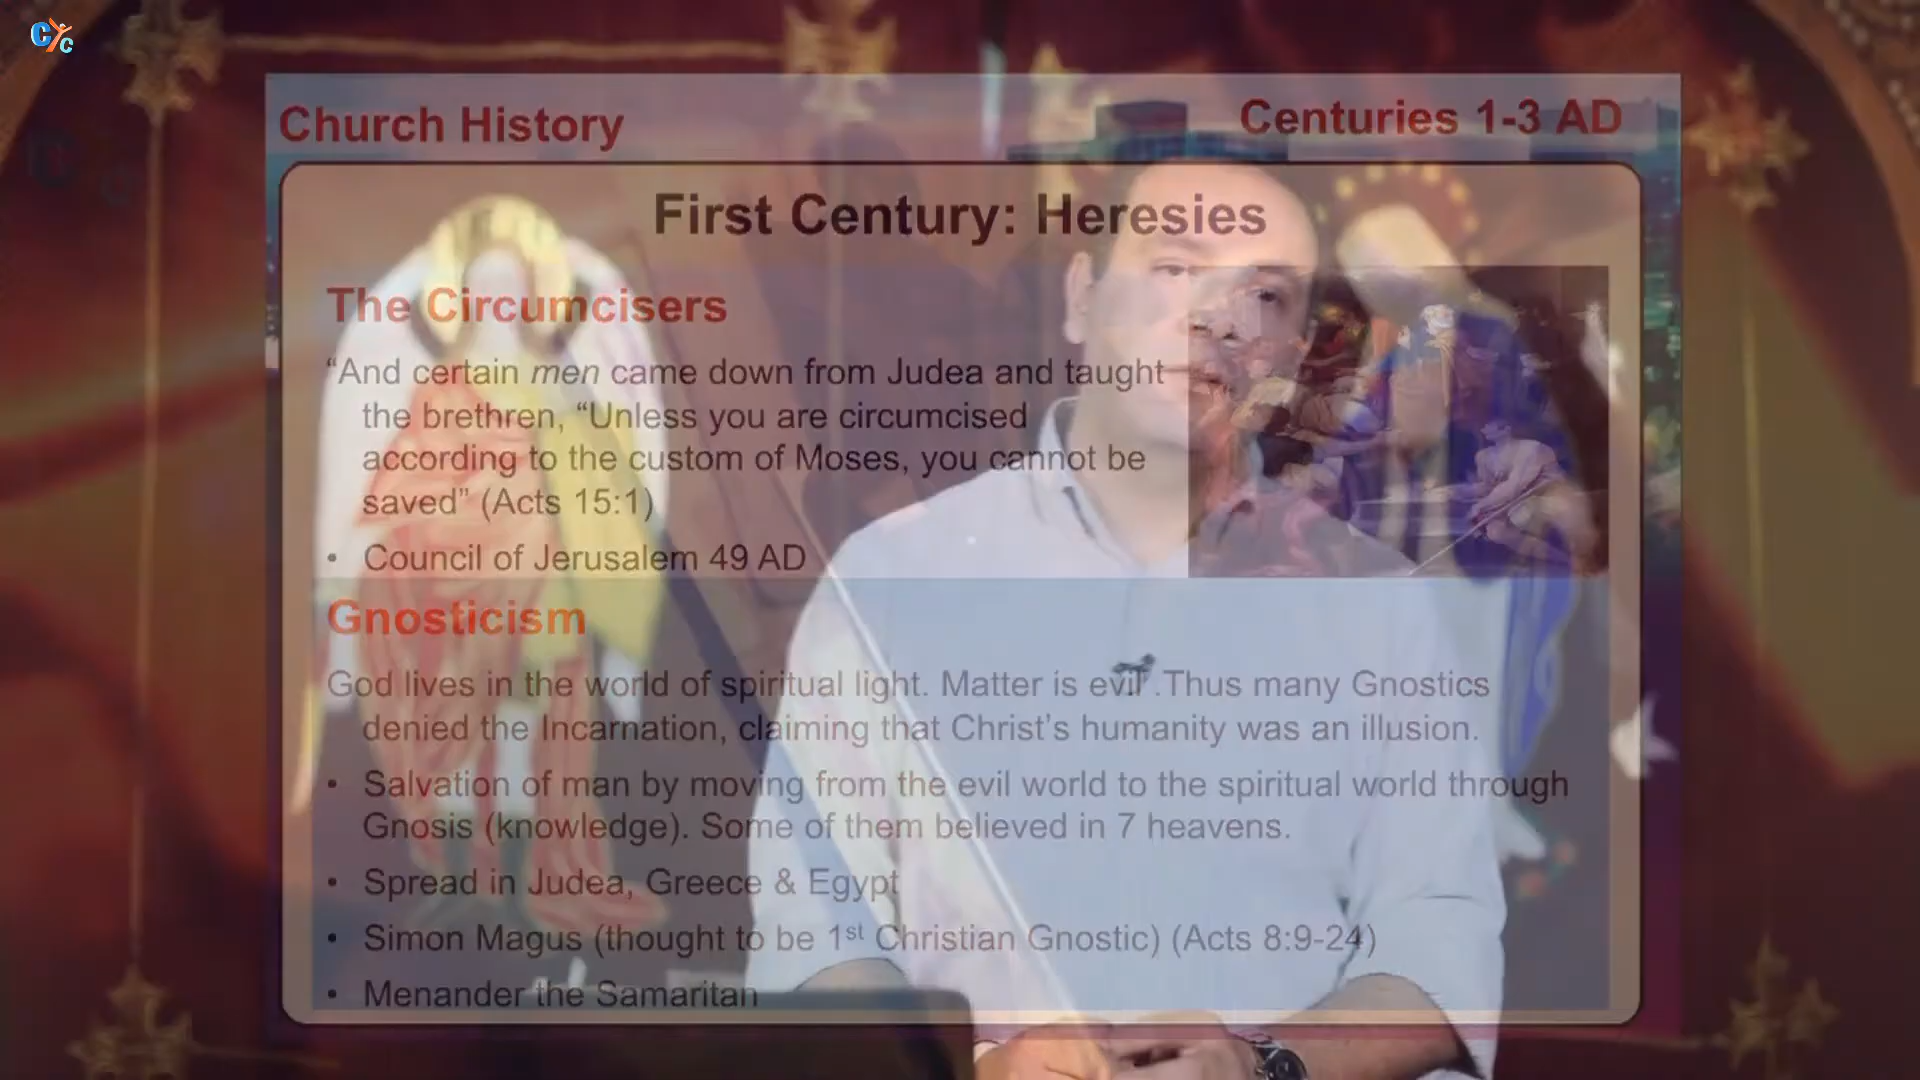 CYC
Church History
Centuries 1-3 AD
First Century: Heresies
The Circumcisers
“And certain men came down from Judea and taught
the brethren, “Unless you are circumcised
according to the custom of Moses, you cannot be
saved” (Acts 15:1)
• Council of Jerusalem 49 AD
Gnosticism
God lives in the world of spiritual light. Matter is evil .Thus many Gnostics
denied the Incarnation, claiming that Christ’s humanity was an illusion.
• Salvation of man by moving from the evil world to the spiritual world through
Gnosis (knowledge). Some of them believed in 7 heavens.
• Spread in Judea, Greece & Egypt
• Simon Magus (thought to be 1st Christian Gnostic) (Acts 8:9-24)
• Menander the Samaritan